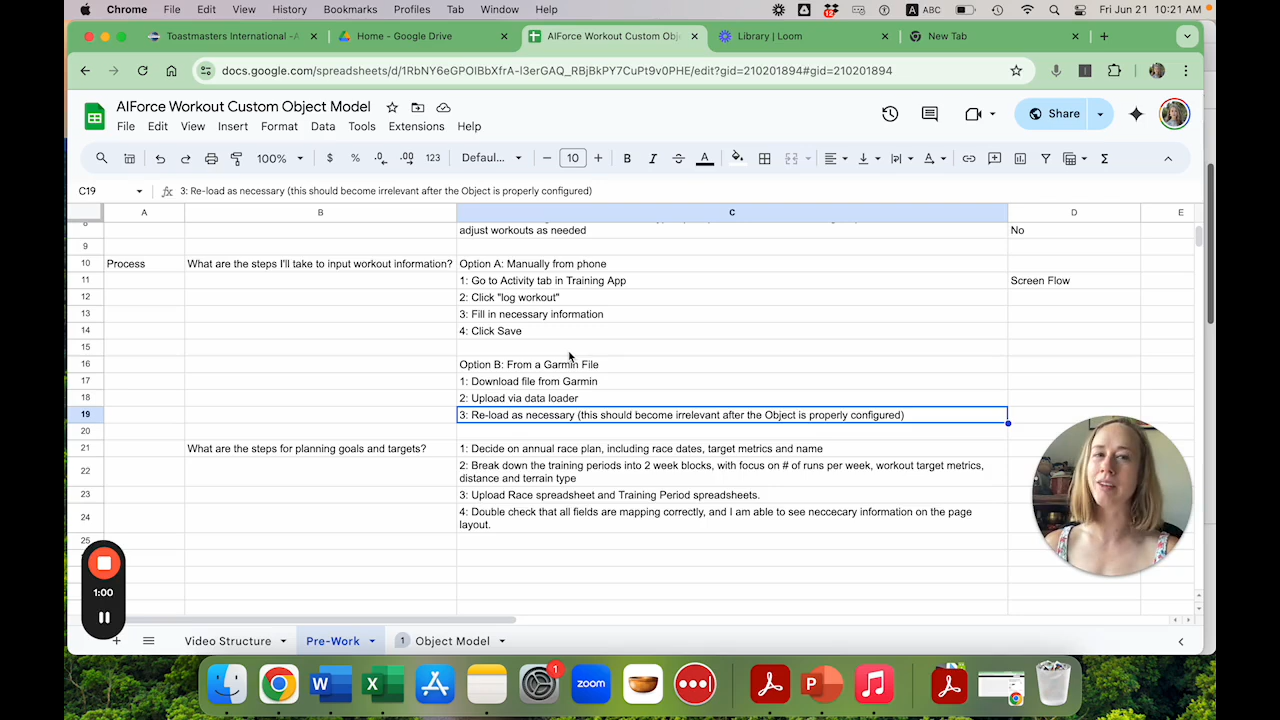 Chrome File Edit View History Bookmarks Profiles Tab Window Help 12 A ABC Fri Jun 21 10:21 AM
Toastmasters International -A Home - Google Drive AIForce Workout Custom Obje Library | Loom New Tab
docs.google.com/spreadsheets/d/1RbNY6eGPOIBbXfrA-l3erGAQ_RBjBkPY7CuPt9v0PHE/edit?gid=210201894#gid=210201894
AIForce Workout Custom Object Model
Share
File Edit View Insert Format Data Tools Extensions Help
100% $ % .0 .00 123 Defaul... 10 B I S A Σ
C19 fx 3: Re-load as necessary (this should become irrelevant after the Object is properly configured)
A B C D E
8 adjust workouts as needed No
9
10 Process What are the steps I'll take to input workout information? Option A: Manually from phone
11 1: Go to Activity tab in Training App Screen Flow
12 2: Click "log workout"
13 3: Fill in necessary information
14 4: Click Save
15
16 Option B: From a Garmin File
17 1: Download file from Garmin
18 2: Upload via data loader
19 3: Re-load as necessary (this should become irrelevant after the Object is properly configured)
20
21 What are the steps for planning goals and targets? 1: Decide on annual race plan, including race dates, target metrics and name
22 2: Break down the training periods into 2 week blocks, with focus on # of runs per week, workout target metrics,
distance and terrain type
23 3: Upload Race spreadsheet and Training Period spreadsheets.
24 4: Double check that all fields are mapping correctly, and I am able to see neccecary information on the page
layout.
25
1:00
Video Structure Pre-Work 1 Object Model
W X 1 zoom P